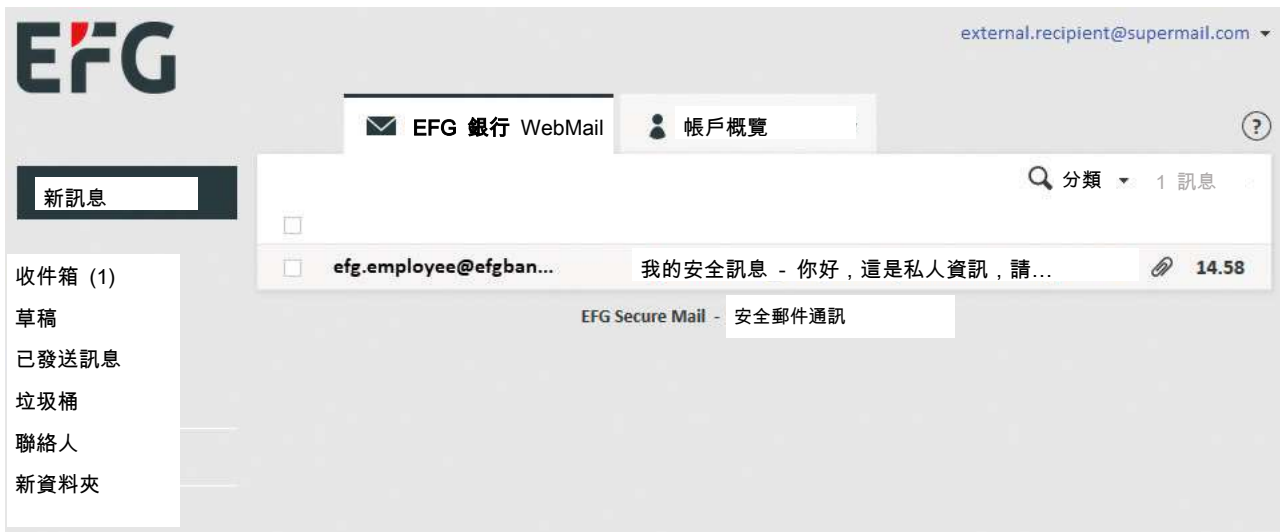 EFG
external.recipient@supermail.com
EFG 銀行 WebMail
帳戶概覽
?
新訊息
分類
1 訊息
收件箱 (1)
草稿
已發送訊息
垃圾桶
聯絡人
新資料夾
efg.employee@efgban...
我的安全訊息 - 你好，這是私人資訊，請...
14.58
EFG Secure Mail - 安全郵件通訊